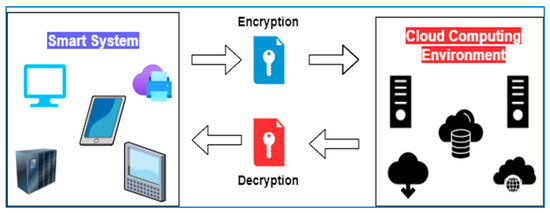 Smart System
Encryption
Decryption
Cloud Computing
Environment